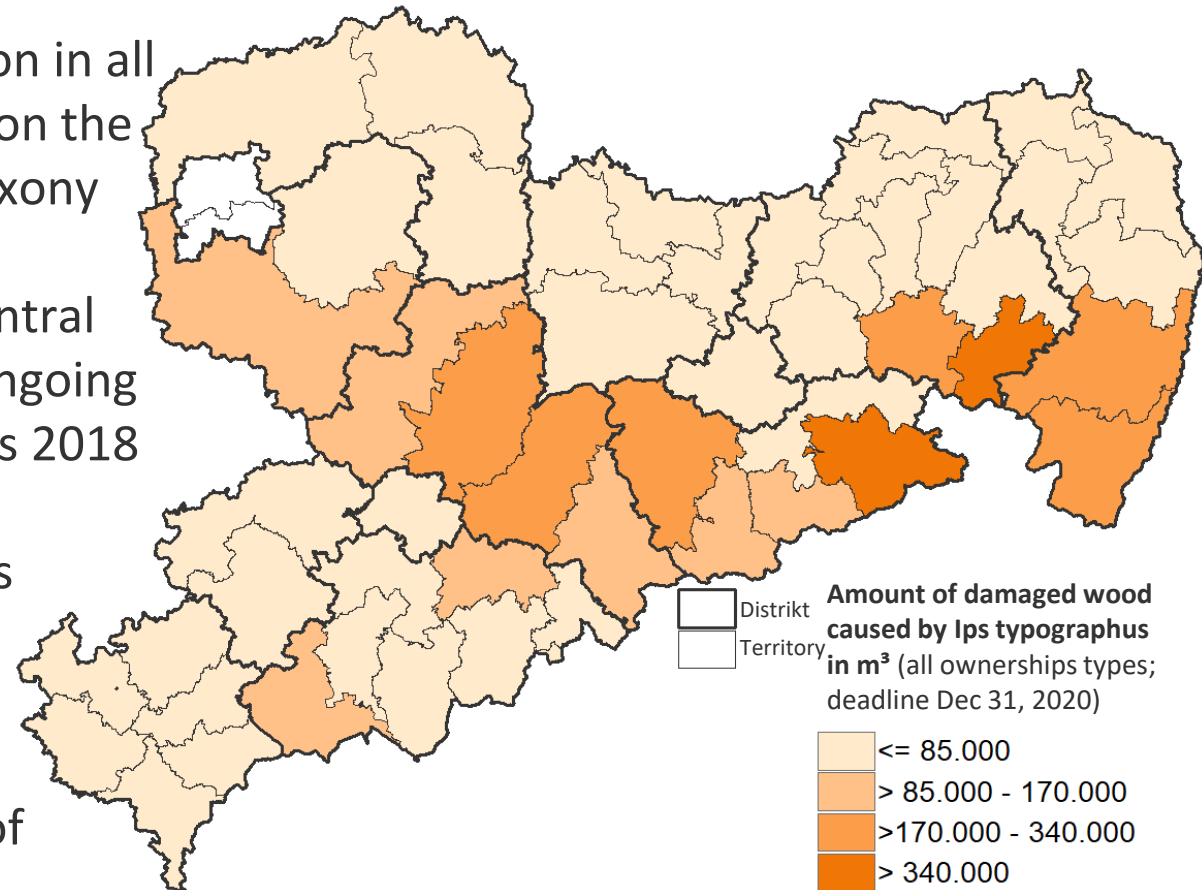 on in all
on the
xony
ntral
ngoing
s 2018
s
of
Distrikt
Territory
Amount of damaged wood
caused by Ips typographus
in m³ (all ownerships types;
deadline Dec 31, 2020)
<= 85.000
> 85.000 - 170.000
>170.000 - 340.000
> 340.000